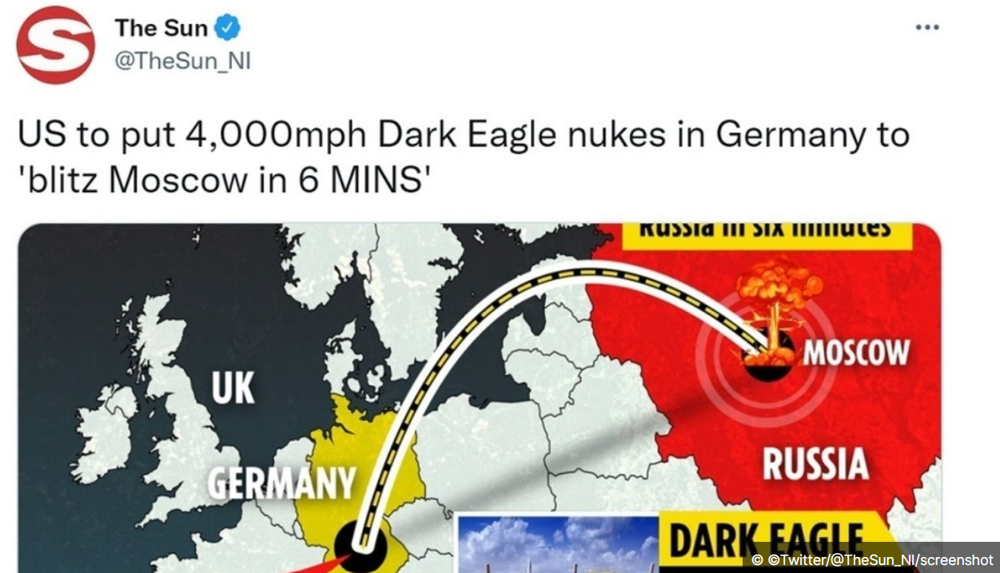 The Sun
@TheSun_NI
US to put 4,000mph Dark Eagle nukes in Germany to
'blitz Moscow in 6 MINS'
Russia in six minutes
MOSCOW
UK
RUSSIA
GERMANY
DARK EAGLE
© ©Twitter/@TheSun_NI/screenshot